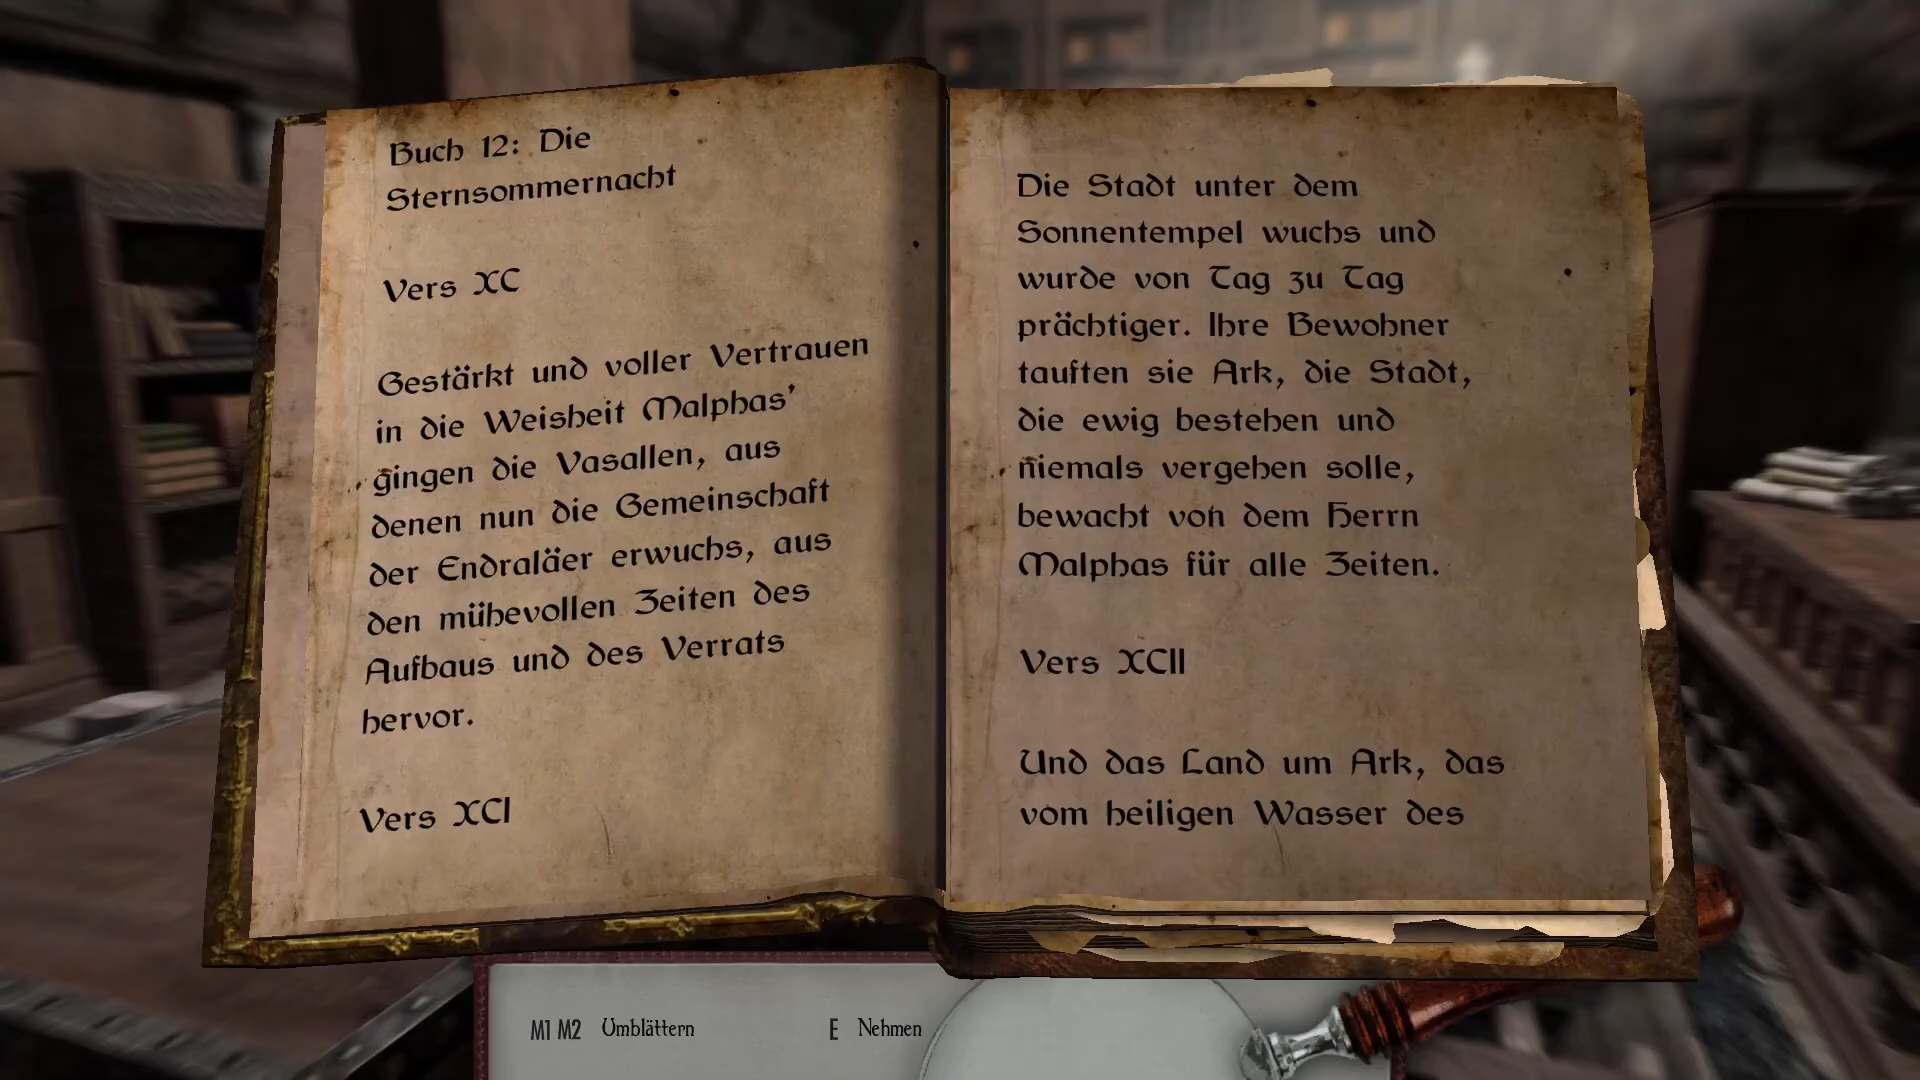 Buch 12: Die
Sternsommernacht
Vers XC
Gestärkt und voller Vertrauen
in die Weisheit Malphas'
gingen die Vasallen, aus
denen nun die Gemeinschaft
der Endraläer erwuchs, aus
den mühevollen Zeiten des
Aufbaus und des Verrats
hervor.
Vers XCI
Die Stadt unter dem
Sonnentempel wuchs und
wurde von Tag zu Tag
prächtiger. Ihre Bewohner
tauften sie Ark, die Stadt,
die ewig bestehen und
niemals vergehen solle,
bewacht von dem Herrn
Malphas für alle Zeiten.
Vers XCII
Und das Land um Ark, das
vom heiligen Wasser des
M1 M2 Umblättern
E Nehmen